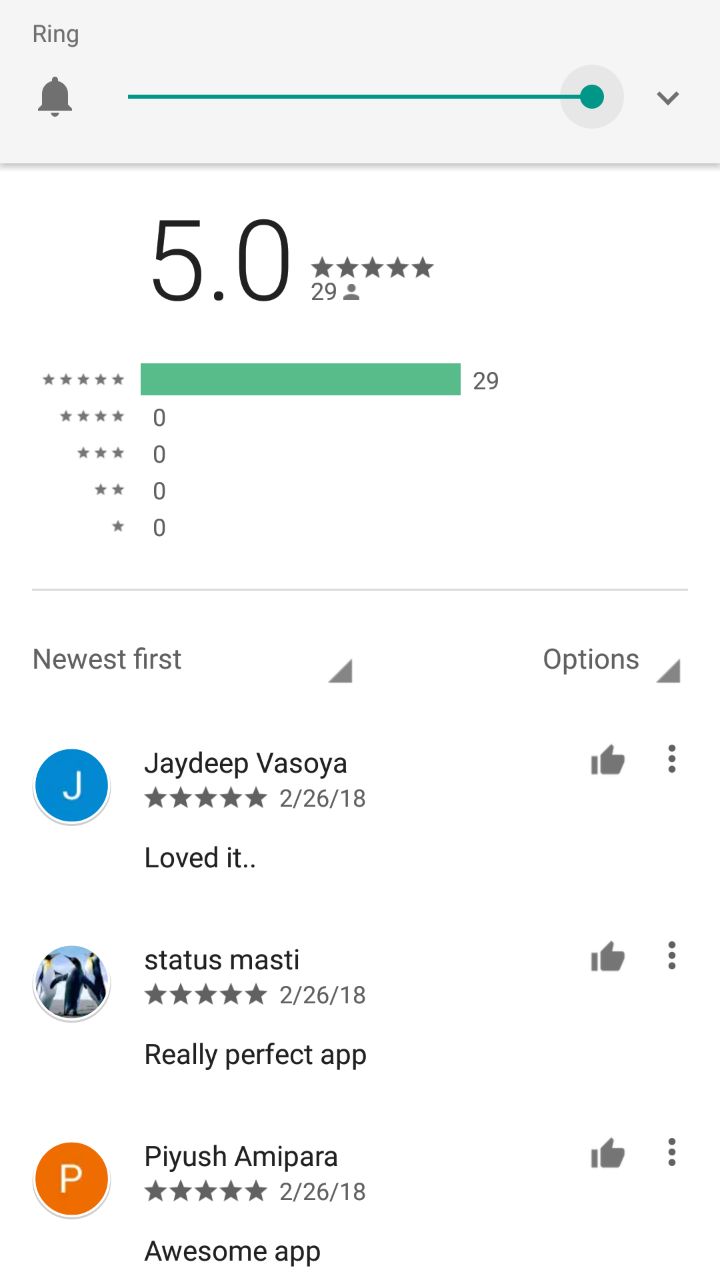 Ring
5.0
29
29
0
0
0
0
Newest first
Options
J
Jaydeep Vasoya
2/26/18
Loved it..
status masti
2/26/18
Really perfect app
P
Piyush Amipara
2/26/18
Awesome app